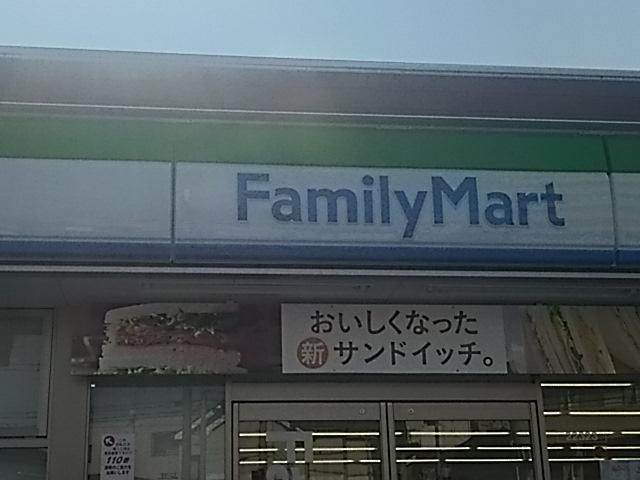 FamilyMart
おいしくなった
新 サンドイッチ。
110番